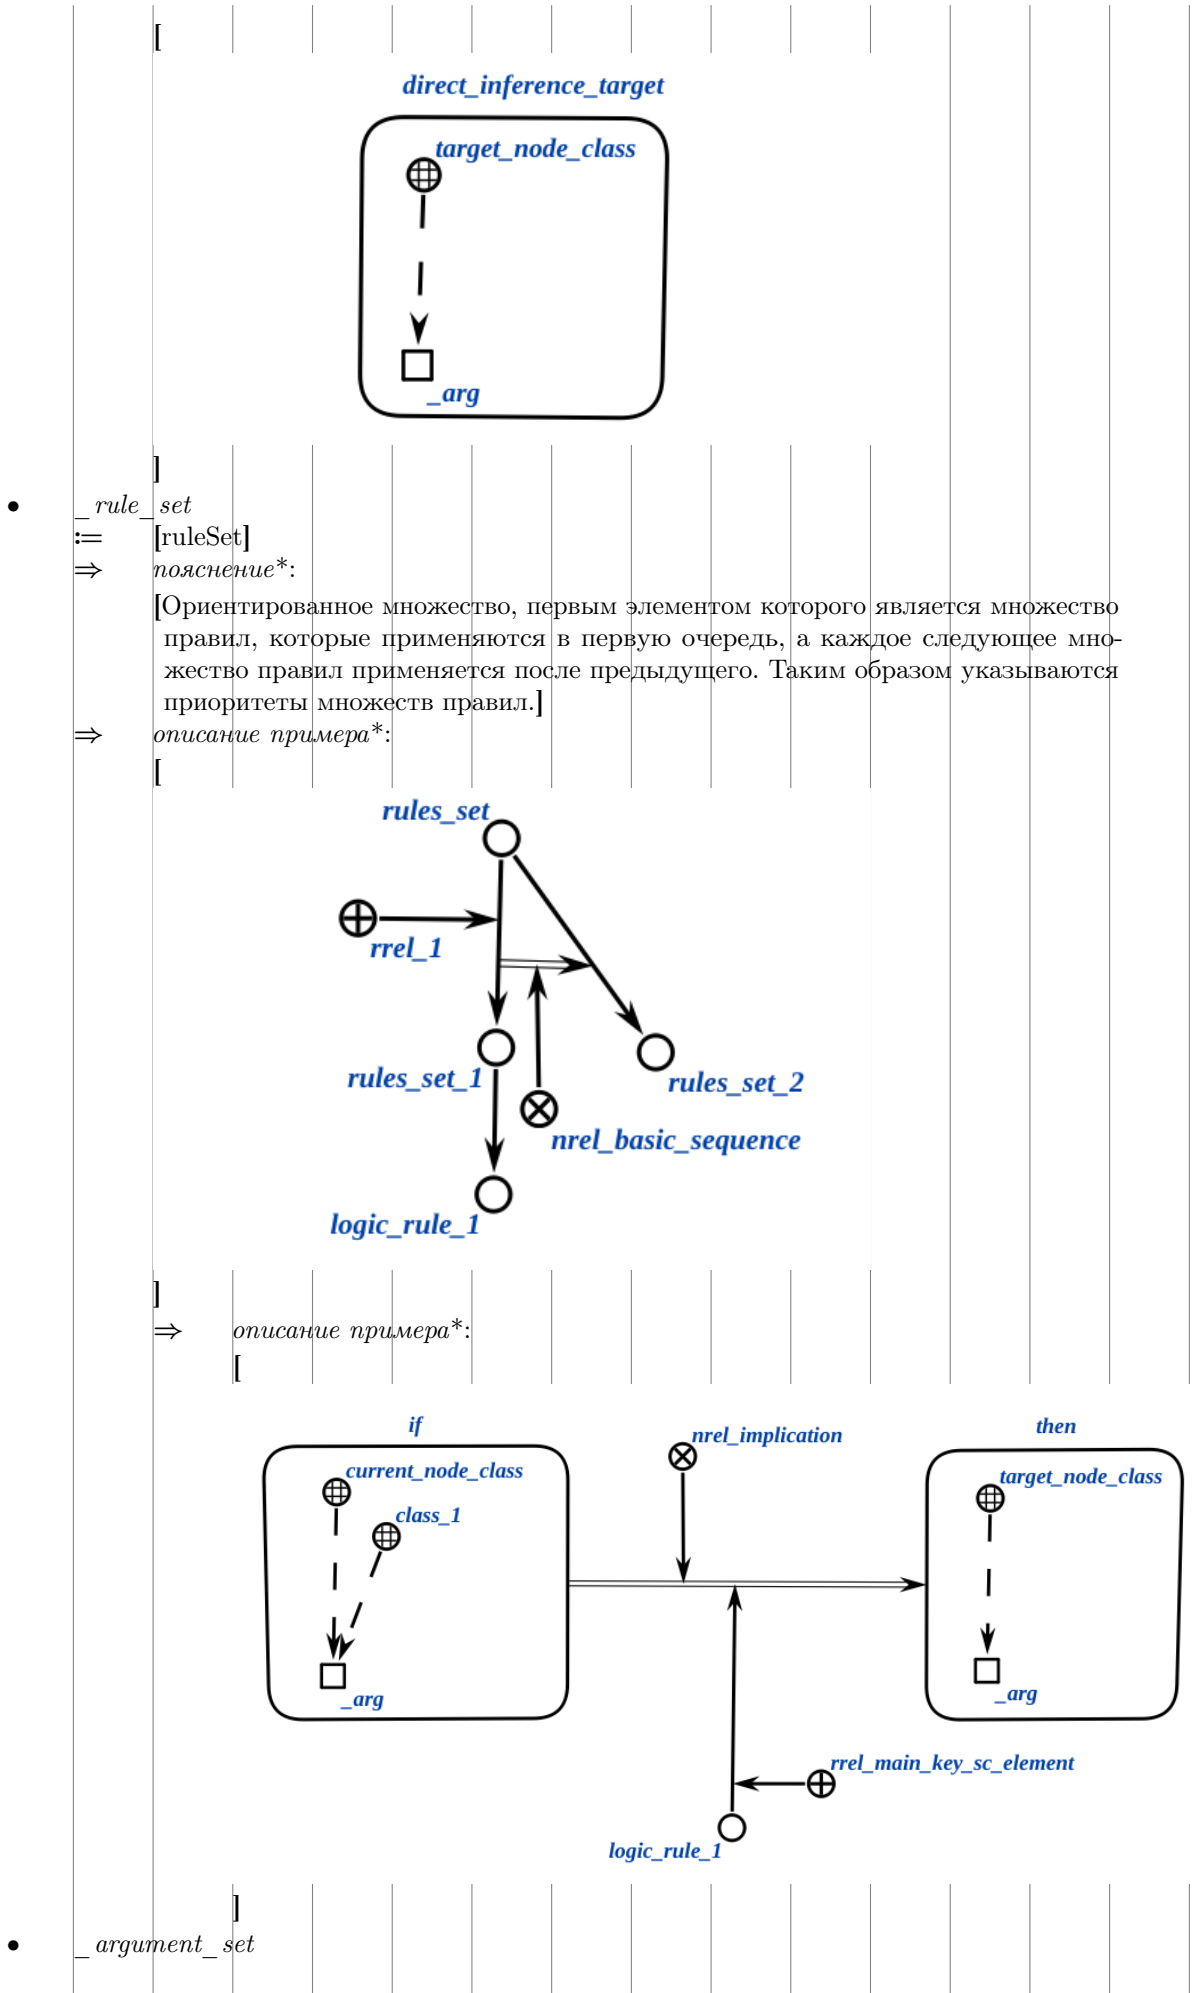 [
direct_inference_target
target_node_class
_arg
]
• _rule_set
:= [ruleSet]
⇒ пояснение*:
[Ориентированное множество, первым элементом которого является множество
правил, которые применяются в первую очередь, а каждое следующее мно-
жество правил применяется после предыдущего. Таким образом указываются
приоритеты множеств правил.]
⇒ описание примера*:
[
rules_set
rrel_1
rules_set_1
rules_set_2
nrel_basic_sequence
logic_rule_1
]
⇒ описание примера*:
[
if
nrel_implication
then
current_node_class
target_node_class
class_1
_arg
_arg
rrel_main_key_sc_element
logic_rule_1
]
• _argument_set